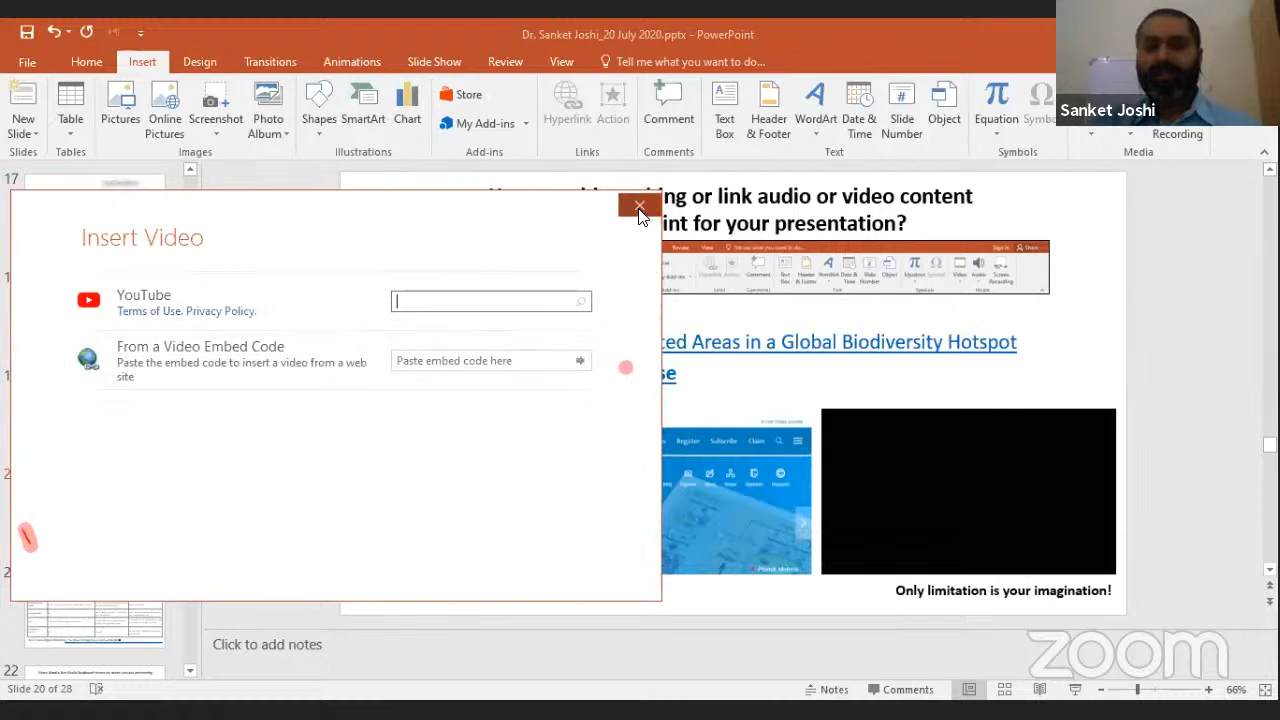 Dr. Sanket Joshi_20 July 2020.pptx - PowerPoint
File Home Insert Design Transitions Animations Slide Show Review View Tell me what you want to do...
Sanket Joshi
New Slide
Table
Pictures
Online Pictures
Screenshot
Photo Album
Shapes
SmartArt
Chart
Store
My Add-ins
Hyperlink
Action
Comment
Text Box
Header & Footer
WordArt
Date & Time
Slide Number
Object
Equation
Recording
Slides Tables Images Illustrations Add-ins Links Comments Text Symbols Media
17
ing or link audio or video content
int for your presentation?
Insert Video
YouTube
Terms of Use. Privacy Policy.
From a Video Embed Code
Paste the embed code to insert a video from a web
site
Paste embed code here
ted Areas in a Global Biodiversity Hotspot
se
Register Subscribe Claim
Only limitation is your imagination!
22
Click to add notes
zoom
Slide 20 of 28
Notes
Comments
66%